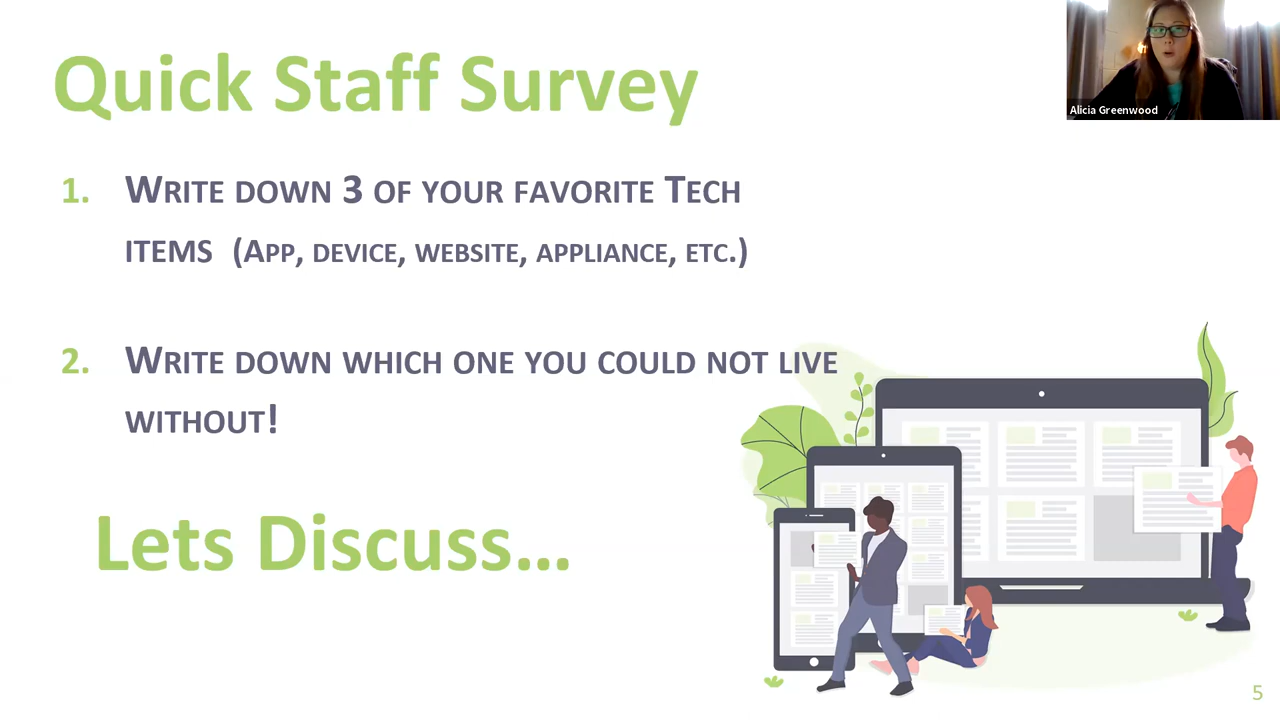 Quick Staff Survey
Alicia Greenwood
1. Write down 3 of your favorite Tech
items (App, device, website, appliance, etc.)
2. Write down which one you could not live
without!
Lets Discuss...
5